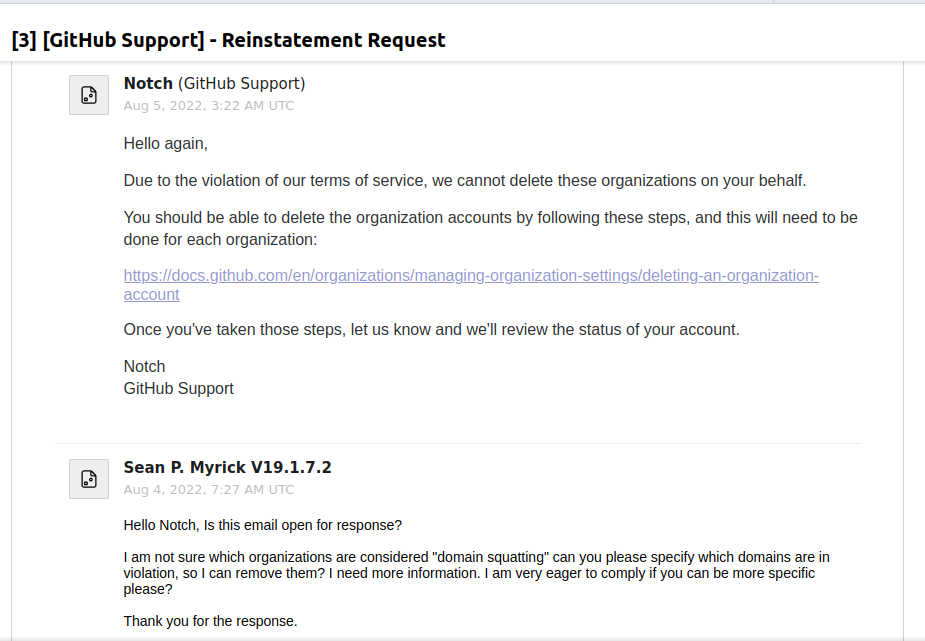 [3] [GitHub Support] - Reinstatement Request
Notch (GitHub Support)
Aug 5, 2022, 3:22 AM UTC
Hello again,
Due to the violation of our terms of service, we cannot delete these organizations on your behalf.
You should be able to delete the organization accounts by following these steps, and this will need to be
done for each organization:
https://docs.github.com/en/organizations/managing-organization-settings/deleting-an-organization-
account
Once you've taken those steps, let us know and we'll review the status of your account.
Notch
GitHub Support
Sean P. Myrick V19.1.7.2
Aug 4, 2022, 7:27 AM UTC
Hello Notch, Is this email open for response?
I am not sure which organizations are considered "domain squatting" can you please specify which domains are in
violation, so I can remove them? I need more information. I am very eager to comply if you can be more specific
please?
Thank you for the response.